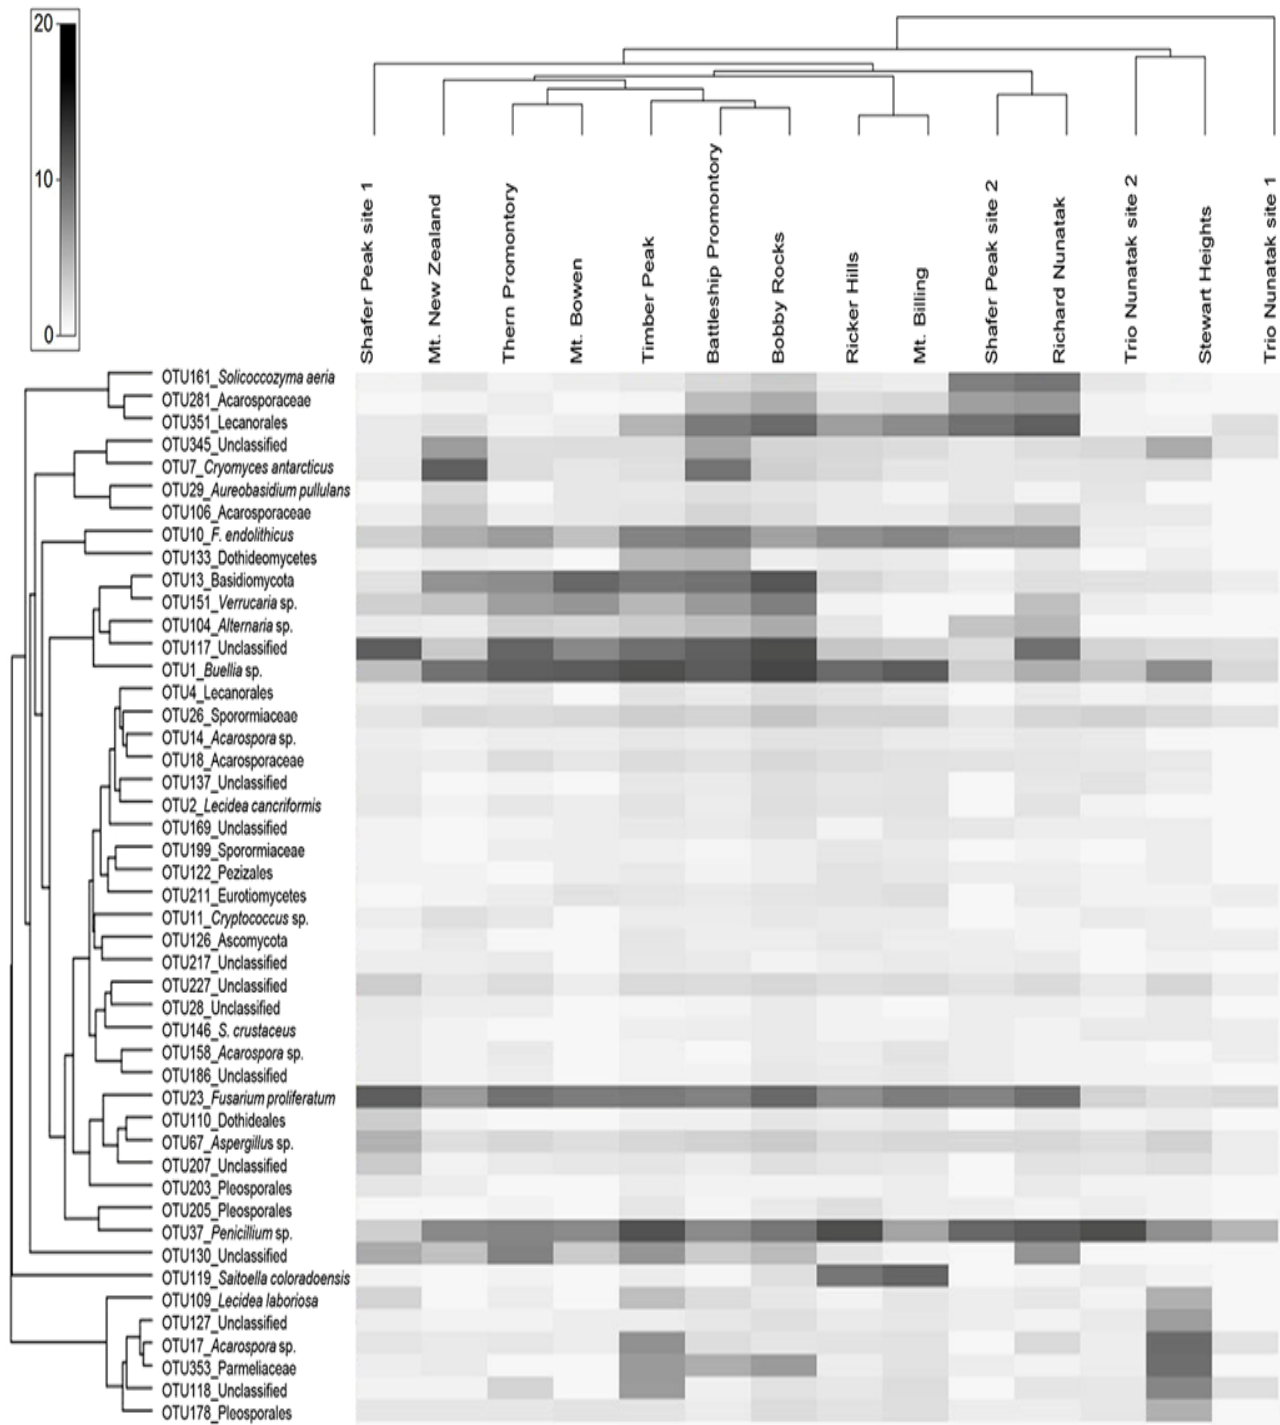 20
10
0
Shafer Peak site 1
Mt. New Zealand
Thern Promontory
Mt. Bowen
Timber Peak
Battleship Promontory
Bobby Rocks
Ricker Hills
Mt. Billing
Shafer Peak site 2
Richard Nunatak
Trio Nunatak site 2
Stewart Heights
Trio Nunatak site 1
OTU161_Solicoccozyma aeria
OTU281_Acarosporaceae
OTU351_Lecanorales
OTU345_Unclassified
OTU7_Cryomyces antarcticus
OTU29_Aureobasidium pullulans
OTU106_Acarosporaceae
OTU10_F. endolithicus
OTU133_Dothideomycetes
OTU13_Basidiomycota
OTU151_Verrucaria sp.
OTU104_Alternaria sp.
OTU117_Unclassified
OTU1_Buellia sp.
OTU4_Lecanorales
OTU26_Sporormiaceae
OTU14_Acarospora sp.
OTU18_Acarosporaceae
OTU137_Unclassified
OTU2_Lecidea cancriformis
OTU169_Unclassified
OTU199_Sporormiaceae
OTU122_Pezizales
OTU211_Eurotiomycetes
OTU11_Cryptococcus sp.
OTU126_Ascomycota
OTU217_Unclassified
OTU227_Unclassified
OTU28_Unclassified
OTU146_S. crustaceus
OTU158_Acarospora sp.
OTU186_Unclassified
OTU23_Fusarium proliferatum
OTU110_Dothideales
OTU67_Aspergillus sp.
OTU207_Unclassified
OTU203_Pleosporales
OTU205_Pleosporales
OTU37_Penicillium sp.
OTU130_Unclassified
OTU119_Saitoella coloradoensis
OTU109_Lecidea laboriosa
OTU127_Unclassified
OTU17_Acarospora sp.
OTU353_Parmeliaceae
OTU118_Unclassified
OTU178_Pleosporales